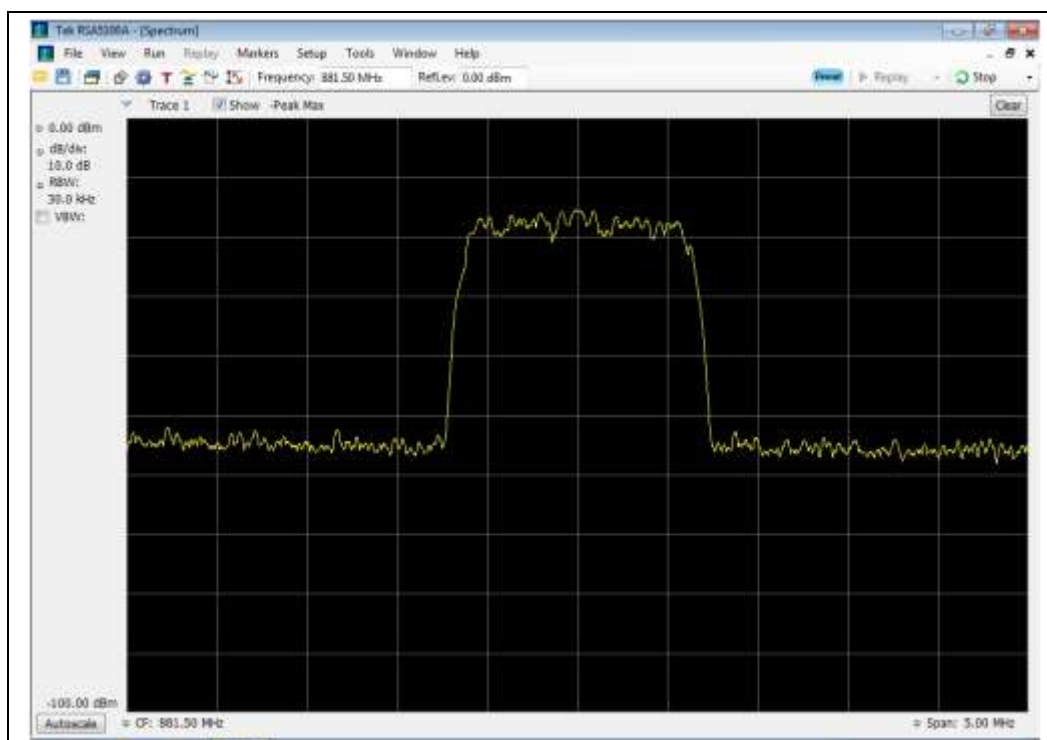 Tek RSA5100A - [Spectrum]
File View Run Replay Markers Setup Tools Window Help
Frequency: 881.50 MHz RefLev: 0.00 dBm Preset Replay Stop
Trace 1 Show -Peak Max Clear
0.00 dBm
dB/div:
10.0 dB
RBW:
30.0 kHz
VBW:
-100.00 dBm
Autoscale CF: 881.50 MHz Span: 5.00 MHz